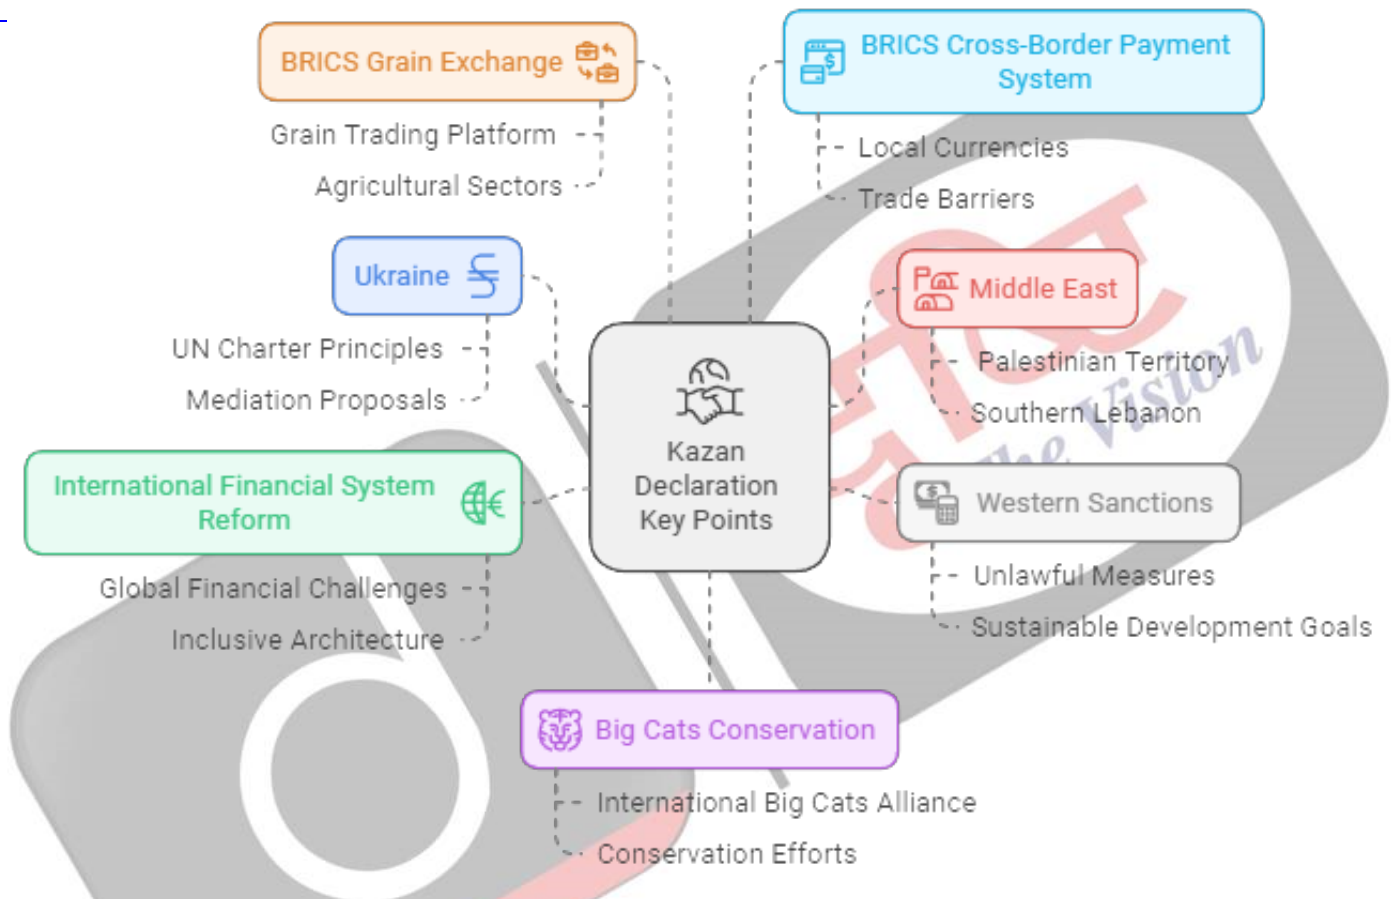 BRICS Grain Exchange
Grain Trading Platform
Agricultural Sectors
BRICS Cross-Border Payment
System
Local Currencies
Trade Barriers
Ukraine
UN Charter Principles
Mediation Proposals
Middle East
Palestinian Territory
Southern Lebanon
Kazan
Declaration
Key Points
International Financial System
Reform
Global Financial Challenges
Inclusive Architecture
Western Sanctions
Unlawful Measures
Sustainable Development Goals
Big Cats Conservation
International Big Cats Alliance
Conservation Efforts
The Vision